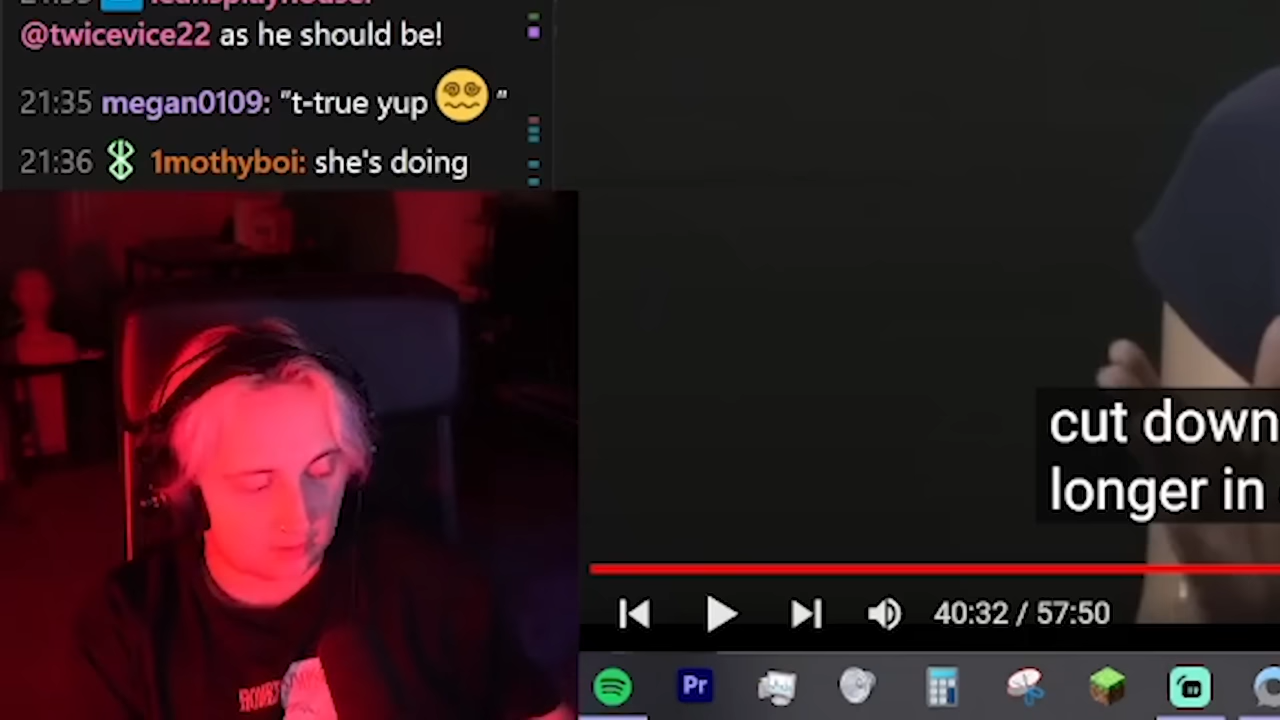 @twicevice22 as he should be!
21:35 megan0109: "t-true yup "
21:36 1mothyboi: she's doing
cut down
longer in
40:32 / 57:50
Pr